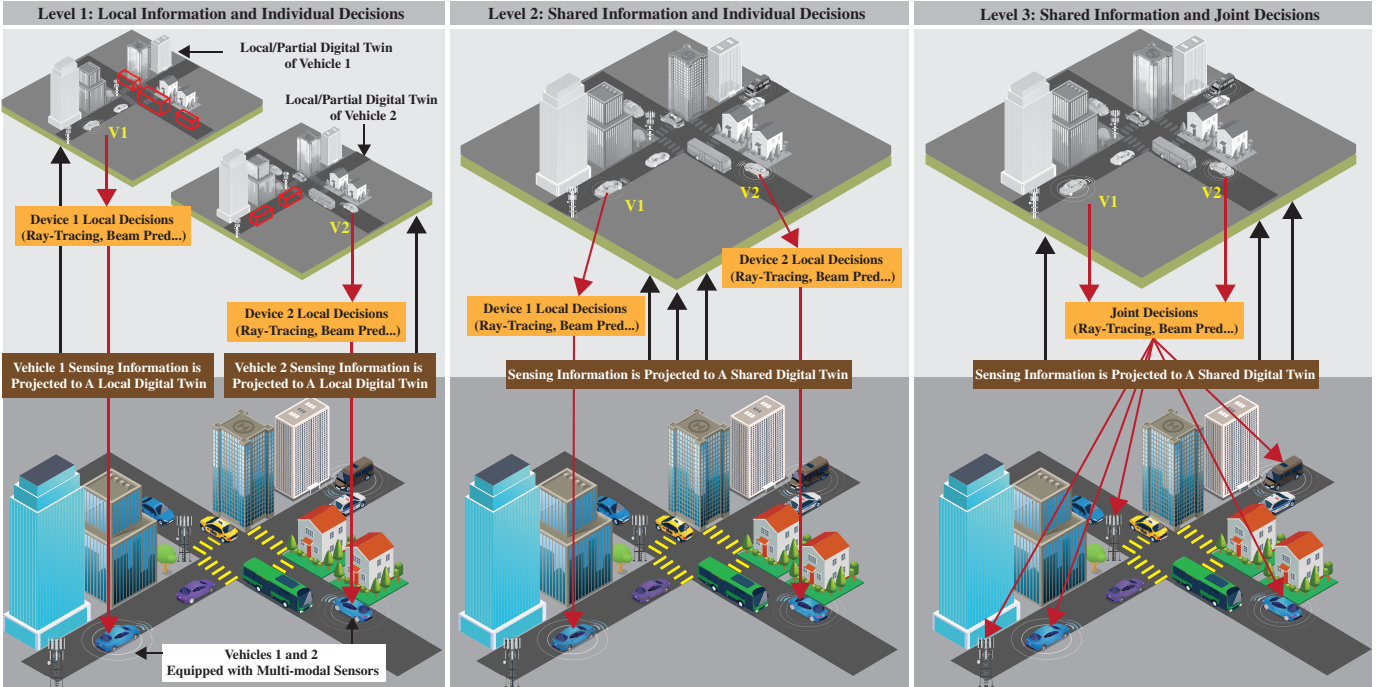 Level 1: Local Information and Individual Decisions
Local/Partial Digital Twin
of Vehicle 1
Local/Partial Digital Twin
of Vehicle 2
V1
V2
Device 1 Local Decisions
(Ray-Tracing, Beam Pred...)
Device 2 Local Decisions
(Ray-Tracing, Beam Pred...)
Vehicle 1 Sensing Information is
Projected to A Local Digital Twin
Vehicle 2 Sensing Information is
Projected to A Local Digital Twin
Vehicles 1 and 2
Equipped with Multi-modal Sensors
Level 2: Shared Information and Individual Decisions
V1
V2
Device 2 Local Decisions
(Ray-Tracing, Beam Pred...)
Device 1 Local Decisions
(Ray-Tracing, Beam Pred...)
Sensing Information is Projected to A Shared Digital Twin
Level 3: Shared Information and Joint Decisions
V1
V2
Joint Decisions
(Ray-Tracing, Beam Pred...)
Sensing Information is Projected to A Shared Digital Twin